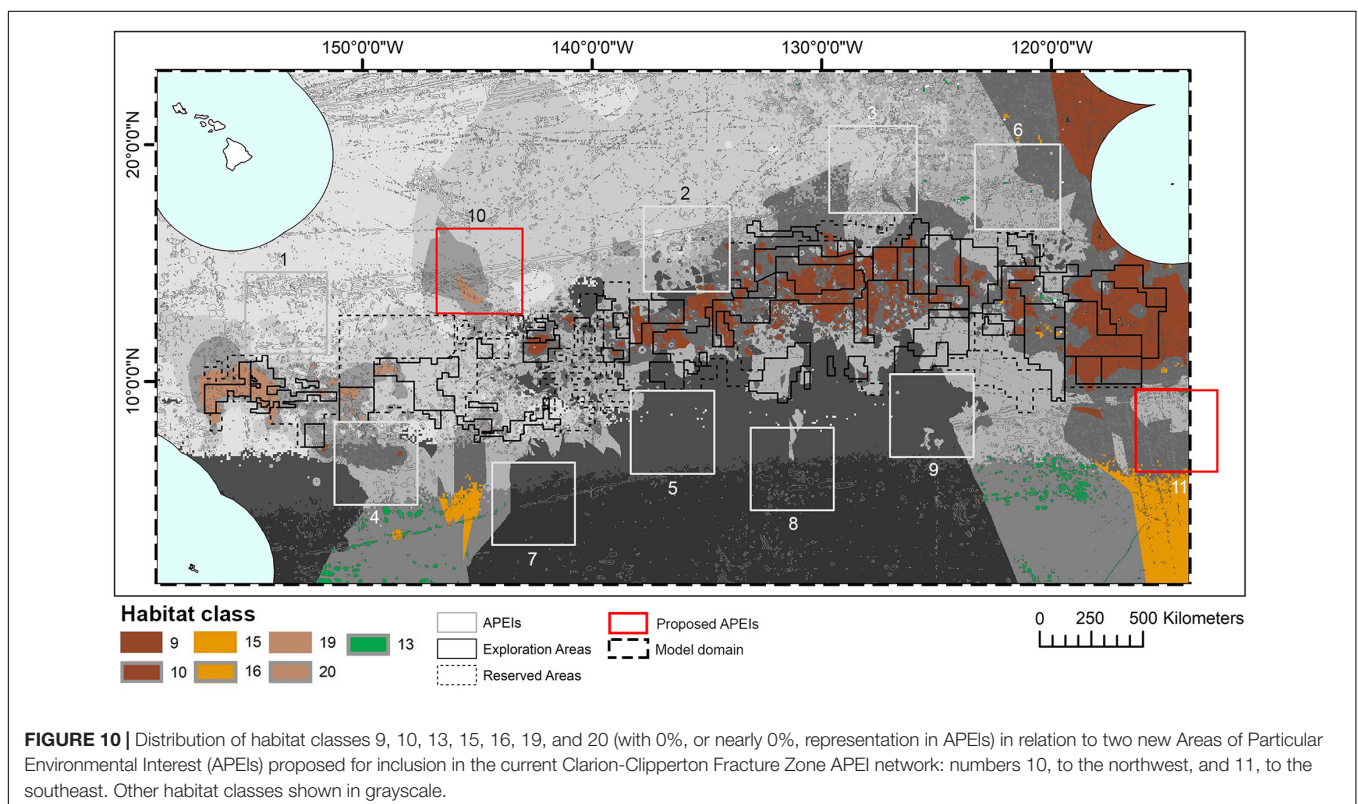 150°0'0"W 140°0'0"W 130°0'0"W 120°0'0"W
20°0'0"N
10°0'0"N
1
2
3
4
5
6
7
8
9
10
11
Habitat class
9 15 19 13
10 16 20
APEIs
Exploration Areas
Reserved Areas
Proposed APEIs
Model domain
0 250 500 Kilometers
FIGURE 10 | Distribution of habitat classes 9, 10, 13, 15, 16, 19, and 20 (with 0%, or nearly 0%, representation in APEIs) in relation to two new Areas of Particular
Environmental Interest (APEIs) proposed for inclusion in the current Clarion-Clipperton Fracture Zone APEI network: numbers 10, to the northwest, and 11, to the
southeast. Other habitat classes shown in grayscale.